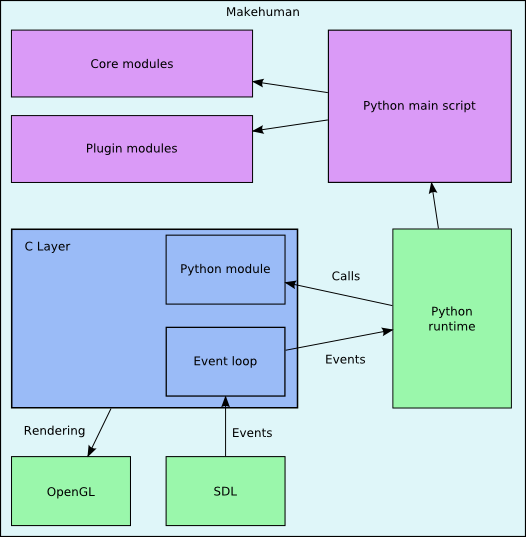 Makehuman
Core modules
Python main script
Plugin modules
C Layer
Python module
Calls
Python
runtime
Event loop
Events
Rendering
Events
OpenGL
SDL